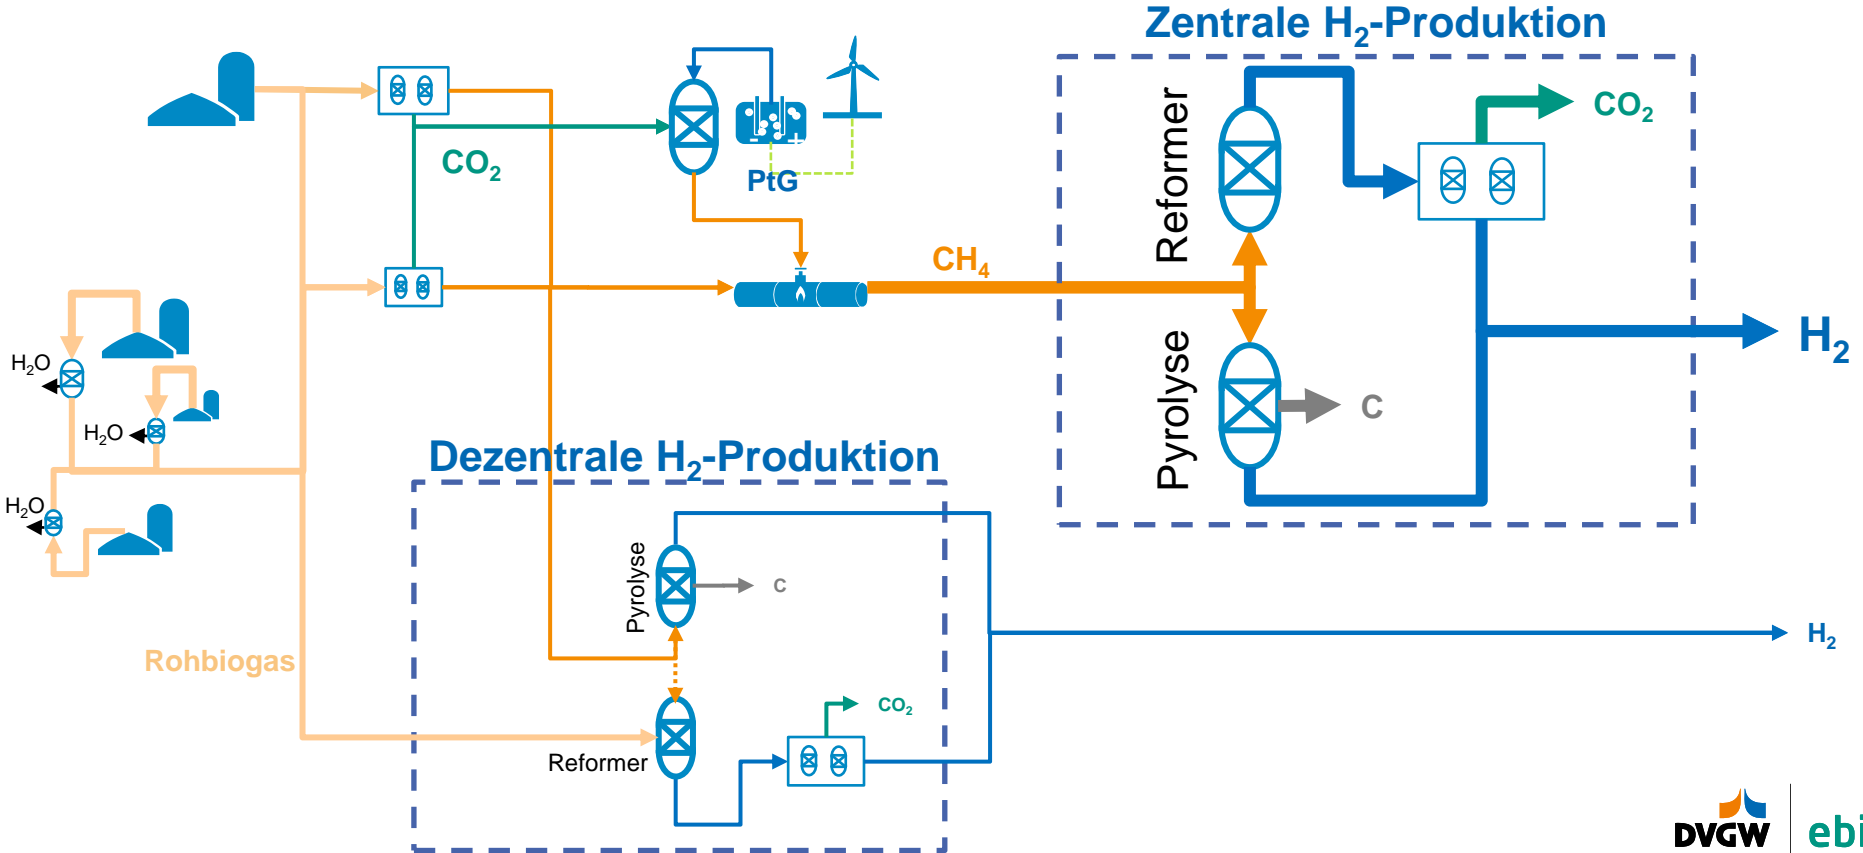 Zentrale H₂-Produktion
Reformer
CO₂
CO₂
PtG
CH₄
H₂
Pyrolyse
C
H₂O
H₂O
H₂O
Dezentrale H₂-Produktion
Pyrolyse
C
Rohbiogas
H₂
CO₂
Reformer
DVGW
ebi